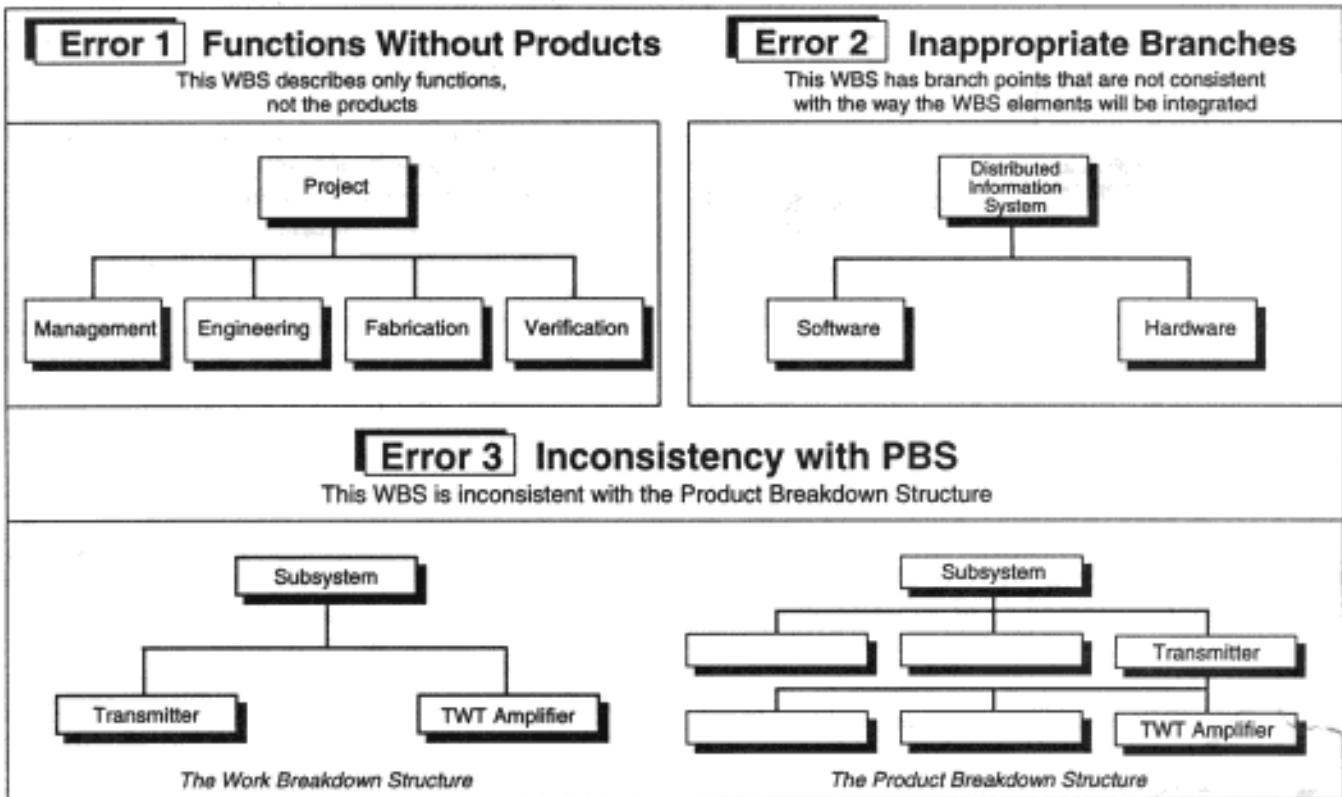 Error 1 Functions Without Products
This WBS describes only functions,
not the products
Project
Management
Engineering
Fabrication
Verification
Error 2 Inappropriate Branches
This WBS has branch points that are not consistent
with the way the WBS elements will be integrated
Distributed
Information
System
Software
Hardware
Error 3 Inconsistency with PBS
This WBS is inconsistent with the Product Breakdown Structure
Subsystem
Transmitter
TWT Amplifier
The Work Breakdown Structure
Subsystem
Transmitter
TWT Amplifier
The Product Breakdown Structure